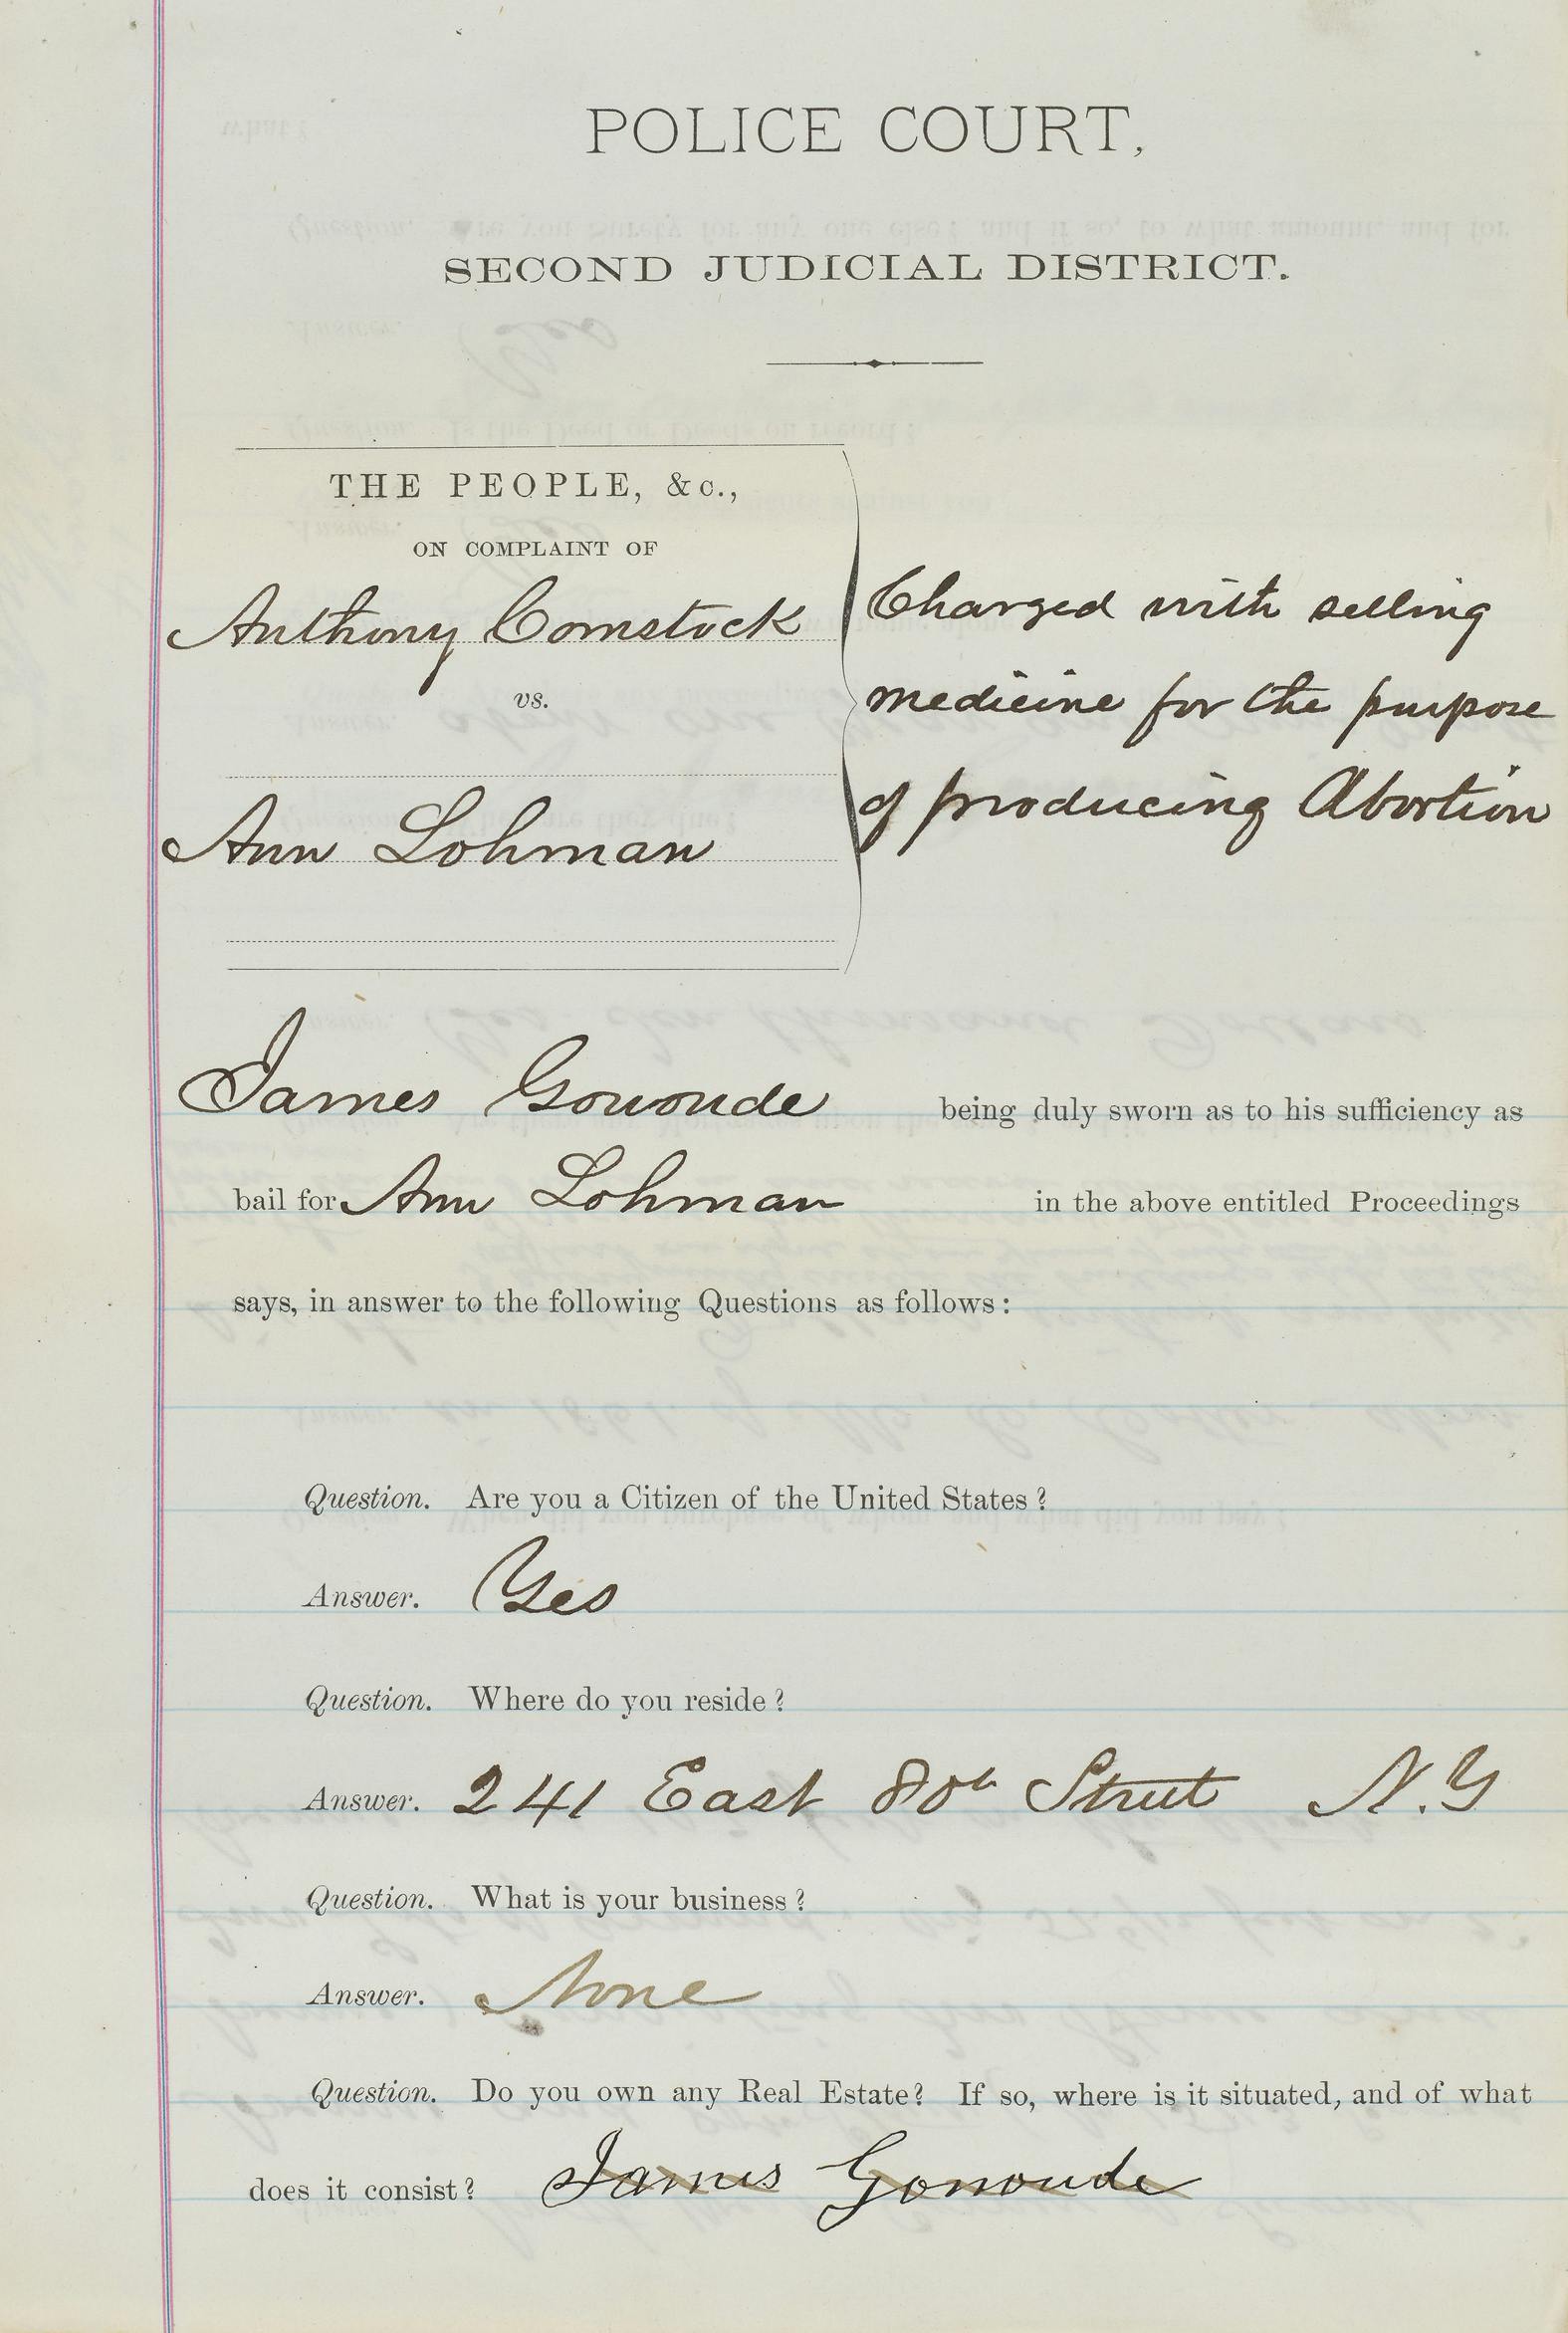 POLICE COURT,
SECOND JUDICIAL DISTRICT.
THE PEOPLE, &c.,
ON COMPLAINT OF
Anthony Comstock
vs.
Ann Lohman
Charged with selling
medicine for the purpose
of producing Abortion
James Gonoude being duly sworn as to his sufficiency as
bail for Ann Lohman in the above entitled Proceedings
says, in answer to the following Questions as follows:
Question. Are you a Citizen of the United States?
Answer. Yes
Question. Where do you reside?
Answer. 241 East 80th Street N.Y
Question. What is your business?
Answer. None
Question. Do you own any Real Estate? If so, where is it situated, and of what
does it consist? James Gonoude